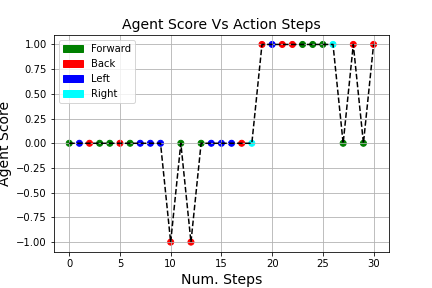 Agent Score Vs Action Steps
Agent Score
1.00
0.75
0.50
0.25
0.00
−0.25
−0.50
−0.75
−1.00
Forward
Back
Left
Right
0 5 10 15 20 25 30
Num. Steps